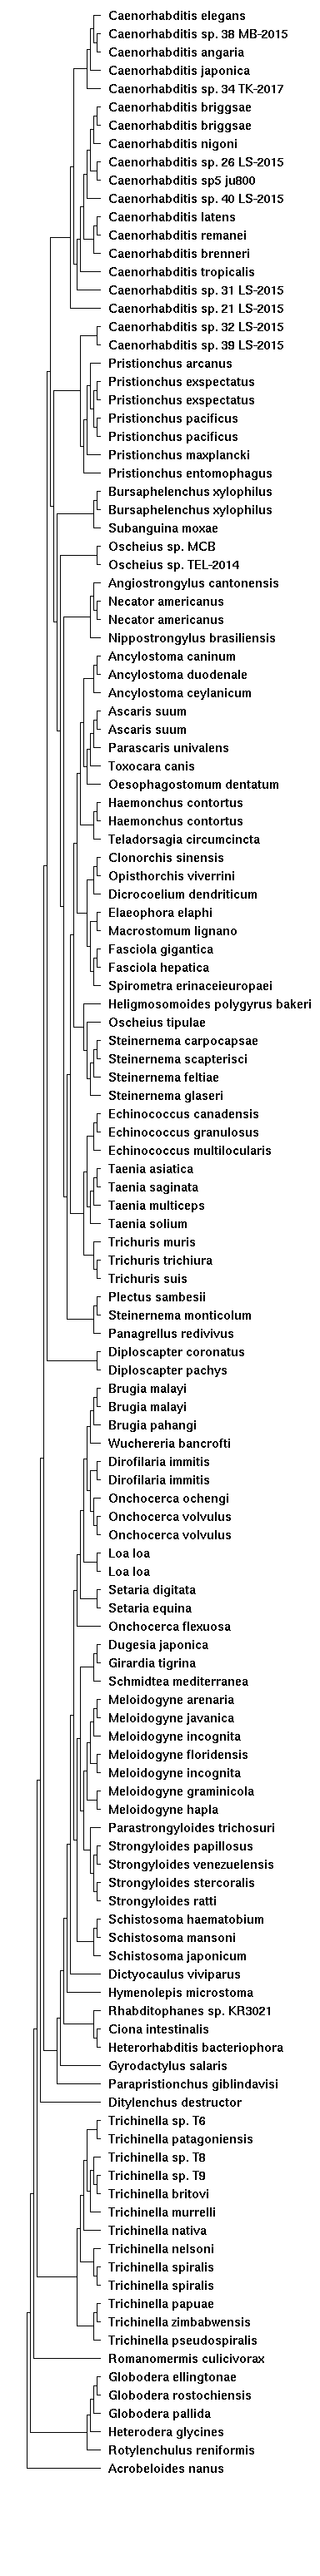 Caenorhabditis elegans
Caenorhabditis sp. 38 MB-2015
Caenorhabditis angaria
Caenorhabditis japonica
Caenorhabditis sp. 34 TK-2017
Caenorhabditis briggsae
Caenorhabditis briggsae
Caenorhabditis nigoni
Caenorhabditis sp. 26 LS-2015
Caenorhabditis sp5 ju800
Caenorhabditis sp. 40 LS-2015
Caenorhabditis latens
Caenorhabditis remanei
Caenorhabditis brenneri
Caenorhabditis tropicalis
Caenorhabditis sp. 31 LS-2015
Caenorhabditis sp. 21 LS-2015
Caenorhabditis sp. 32 LS-2015
Caenorhabditis sp. 39 LS-2015
Pristionchus arcanus
Pristionchus exspectatus
Pristionchus exspectatus
Pristionchus pacificus
Pristionchus pacificus
Pristionchus maxplancki
Pristionchus entomophagus
Bursaphelenchus xylophilus
Bursaphelenchus xylophilus
Subanguina moxae
Oscheius sp. MCB
Oscheius sp. TEL-2014
Angiostrongylus cantonensis
Necator americanus
Necator americanus
Nippostrongylus brasiliensis
Ancylostoma caninum
Ancylostoma duodenale
Ancylostoma ceylanicum
Ascaris suum
Ascaris suum
Parascaris univalens
Toxocara canis
Oesophagostomum dentatum
Haemonchus contortus
Haemonchus contortus
Teladorsagia circumcincta
Clonorchis sinensis
Opisthorchis viverrini
Dicrocoelium dendriticum
Elaeophora elaphi
Macrostomum lignano
Fasciola gigantica
Fasciola hepatica
Spirometra erinaceieuropaei
Heligmosomoides polygyrus bakeri
Oscheius tipulae
Steinernema carpocapsae
Steinernema scapterisci
Steinernema feltiae
Steinernema glaseri
Echinococcus canadensis
Echinococcus granulosus
Echinococcus multilocularis
Taenia asiatica
Taenia saginata
Taenia multiceps
Taenia solium
Trichuris muris
Trichuris trichiura
Trichuris suis
Plectus sambesii
Steinernema monticolum
Panagrellus redivivus
Diploscapter coronatus
Diploscapter pachys
Brugia malayi
Brugia malayi
Brugia pahangi
Wuchereria bancrofti
Dirofilaria immitis
Dirofilaria immitis
Onchocerca ochengi
Onchocerca volvulus
Onchocerca volvulus
Loa loa
Loa loa
Setaria digitata
Setaria equina
Onchocerca flexuosa
Dugesia japonica
Girardia tigrina
Schmidtea mediterranea
Meloidogyne arenaria
Meloidogyne javanica
Meloidogyne incognita
Meloidogyne floridensis
Meloidogyne incognita
Meloidogyne graminicola
Meloidogyne hapla
Parastrongyloides trichosuri
Strongyloides papillosus
Strongyloides venezuelensis
Strongyloides stercoralis
Strongyloides ratti
Schistosoma haematobium
Schistosoma mansoni
Schistosoma japonicum
Dictyocaulus viviparus
Hymenolepis microstoma
Rhabditophanes sp. KR3021
Ciona intestinalis
Heterorhabditis bacteriophora
Gyrodactylus salaris
Parapristionchus giblindavisi
Ditylenchus destructor
Trichinella sp. T6
Trichinella patagoniensis
Trichinella sp. T8
Trichinella sp. T9
Trichinella britovi
Trichinella murrelli
Trichinella nativa
Trichinella nelsoni
Trichinella spiralis
Trichinella spiralis
Trichinella papuae
Trichinella zimbabwensis
Trichinella pseudospiralis
Romanomermis culicivorax
Globodera ellingtonae
Globodera rostochiensis
Globodera pallida
Heterodera glycines
Rotylenchulus reniformis
Acrobeloides nanus